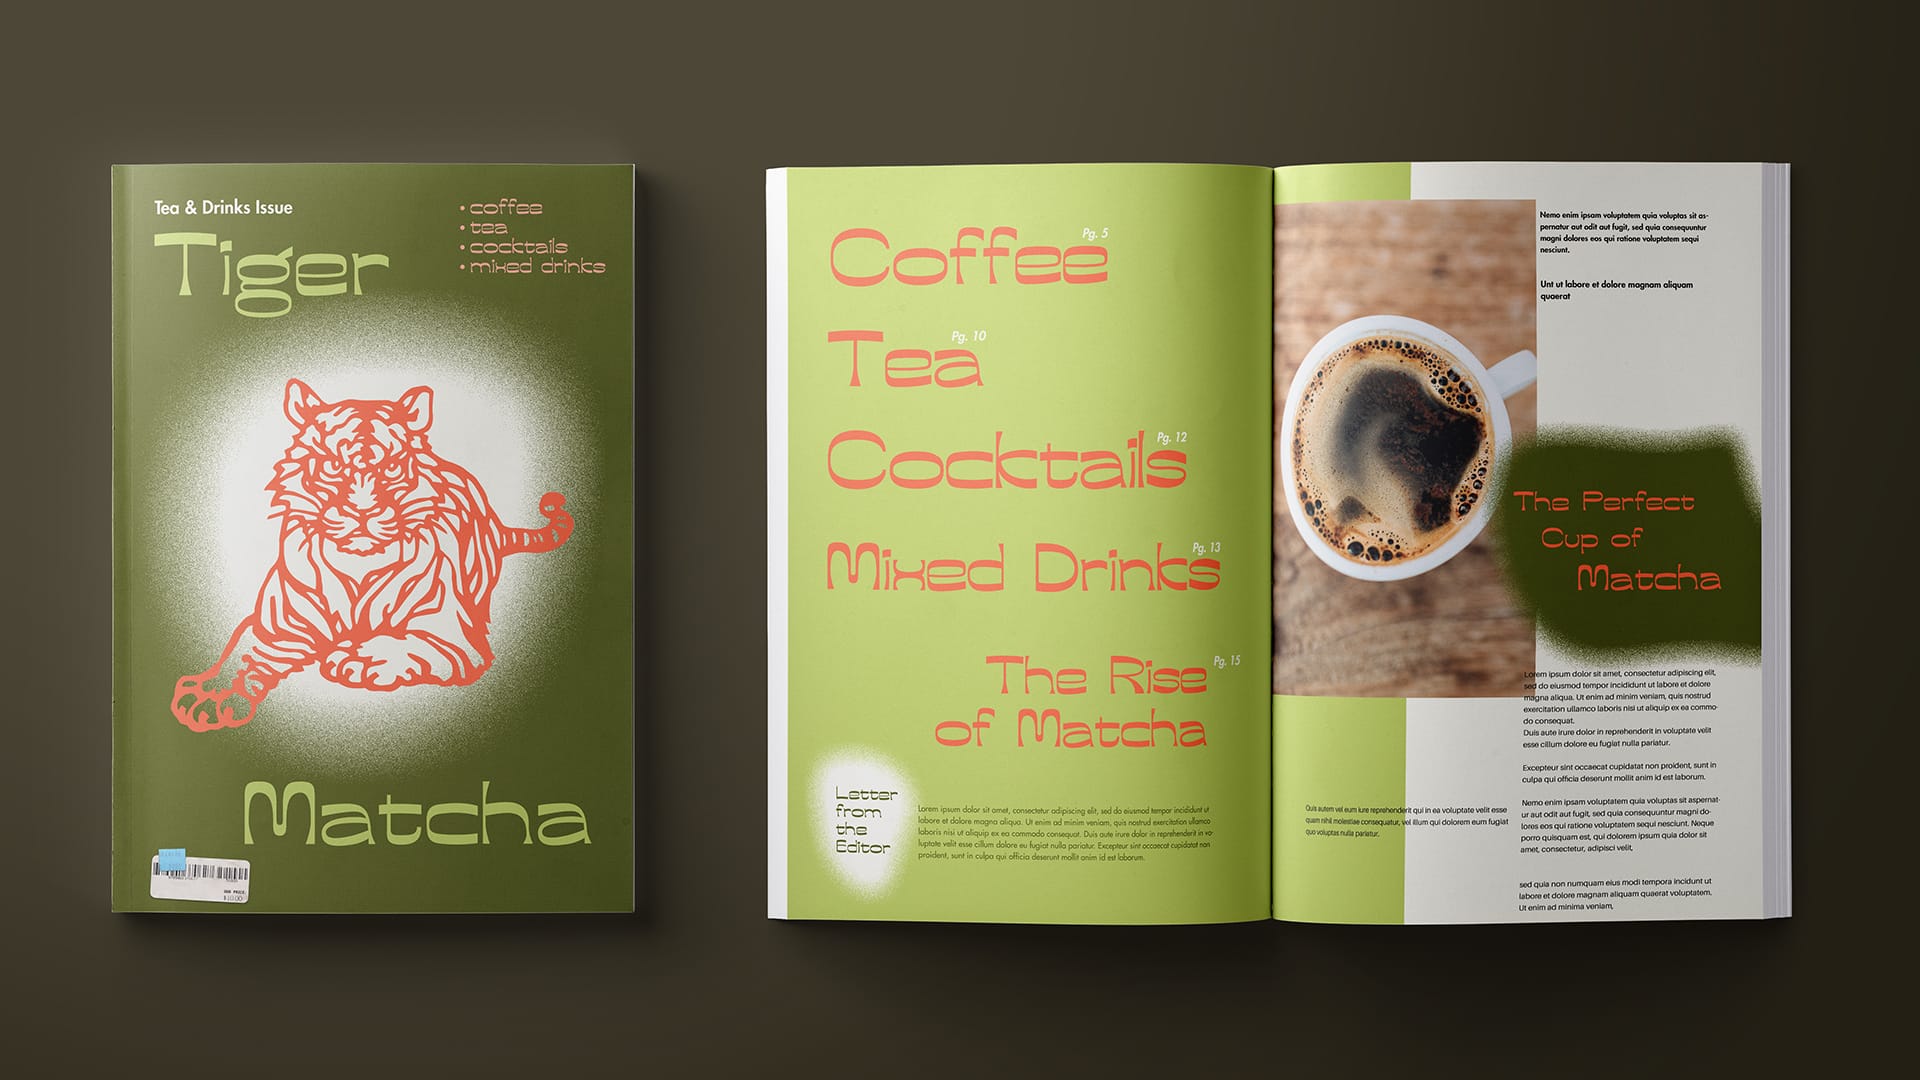 Tea & Drinks Issue
Tiger
• coffee
• tea
• cocktails
• mixed drinks
Matcha
OUR PRICE:
$10.00
Coffee
Pg. 5
Tea
Pg. 10
Cocktails
Pg. 12
Mixed Drinks
Pg. 13
The Rise
Pg. 15
of Matcha
Letter
from
the
Editor
Lorem ipsum dolor sit amet, consectetur adipiscing elit, sed do eiusmod tempor incididunt ut
labore et dolore magna aliqua. Ut enim ad minim veniam, quis nostrud exercitation ullamco
laboris nisi ut aliquip ex ea commodo consequat. Duis aute irure dolor in reprehenderit in vo-
luptate velit esse cillum dolore eu fugiat nulla pariatur. Excepteur sint occaecat cupidatat non
proident, sunt in culpa qui officia deserunt mollit anim id est laborum.
Nemo enim ipsam voluptatem quia voluptas sit as-
pernatur aut odit aut fugit, sed quia consequuntur
magni dolores eos qui ratione voluptatem sequi
nesciunt.
Unt ut labore et dolore magnam aliquam
quaerat
The Perfect
Cup of
Matcha
Lorem ipsum dolor sit amet, consectetur adipiscing elit,
sed do eiusmod tempor incididunt ut labore et dolore
magna aliqua. Ut enim ad minim veniam, quis nostrud
exercitation ullamco laboris nisi ut aliquip ex ea commo-
do consequat.
Duis aute irure dolor in reprehenderit in voluptate velit
esse cillum dolore eu fugiat nulla pariatur.
Excepteur sint occaecat cupidatat non proident, sunt in
culpa qui officia deserunt mollit anim id est laborum.
Nemo enim ipsam voluptatem quia voluptas sit aspernat-
ur aut odit aut fugit, sed quia consequuntur magni do-
lores eos qui ratione voluptatem sequi nesciunt. Neque
porro quisquam est, qui dolorem ipsum quia dolor sit
amet, consectetur, adipisci velit,
sed quia non numquam eius modi tempora incidunt ut
labore et dolore magnam aliquam quaerat voluptatem.
Ut enim ad minima veniam,
Quis autem vel eum iure reprehenderit qui in ea voluptate velit esse
quam nihil molestiae consequatur, vel illum qui dolorem eum fugiat
quo voluptas nulla pariatur.